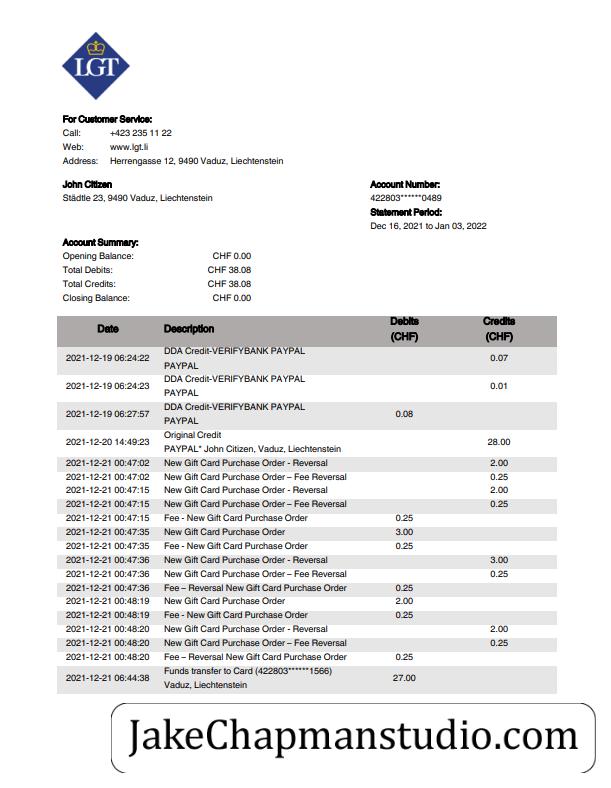 LGT
For Customer Service:
Call: +423 235 11 22
Web: www.lgt.li
Address: Herrengasse 12, 9490 Vaduz, Liechtenstein
John Citizen
Städtle 23, 9490 Vaduz, Liechtenstein
Account Number:
422803******0489
Statement Period:
Dec 16, 2021 to Jan 03, 2022
Account Summary:
Opening Balance: CHF 0.00
Total Debits: CHF 38.08
Total Credits: CHF 38.08
Closing Balance: CHF 0.00
Date Description Debits (CHF) Credits (CHF)
2021-12-19 06:24:22 DDA Credit-VERIFYBANK PAYPAL 0.07
PAYPAL
2021-12-19 06:24:23 DDA Credit-VERIFYBANK PAYPAL 0.01
PAYPAL
2021-12-19 06:27:57 DDA Credit-VERIFYBANK PAYPAL 0.08
PAYPAL
2021-12-20 14:49:23 Original Credit 28.00
PAYPAL* John Citizen, Vaduz, Liechtenstein
2021-12-21 00:47:02 New Gift Card Purchase Order - Reversal 2.00
2021-12-21 00:47:02 New Gift Card Purchase Order – Fee Reversal 0.25
2021-12-21 00:47:15 New Gift Card Purchase Order - Reversal 2.00
2021-12-21 00:47:15 New Gift Card Purchase Order – Fee Reversal 0.25
2021-12-21 00:47:15 Fee - New Gift Card Purchase Order 0.25
2021-12-21 00:47:35 New Gift Card Purchase Order 3.00
2021-12-21 00:47:35 Fee - New Gift Card Purchase Order 0.25
2021-12-21 00:47:36 New Gift Card Purchase Order - Reversal 3.00
2021-12-21 00:47:36 New Gift Card Purchase Order – Fee Reversal 0.25
2021-12-21 00:47:36 Fee – Reversal New Gift Card Purchase Order 0.25
2021-12-21 00:48:19 New Gift Card Purchase Order 2.00
2021-12-21 00:48:19 Fee - New Gift Card Purchase Order 0.25
2021-12-21 00:48:20 New Gift Card Purchase Order - Reversal 2.00
2021-12-21 00:48:20 New Gift Card Purchase Order – Fee Reversal 0.25
2021-12-21 00:48:20 Fee – Reversal New Gift Card Purchase Order 0.25
2021-12-21 06:44:38 Funds transfer to Card (422803******1566) 27.00
Vaduz, Liechtenstein
JakeChapmanstudio.com